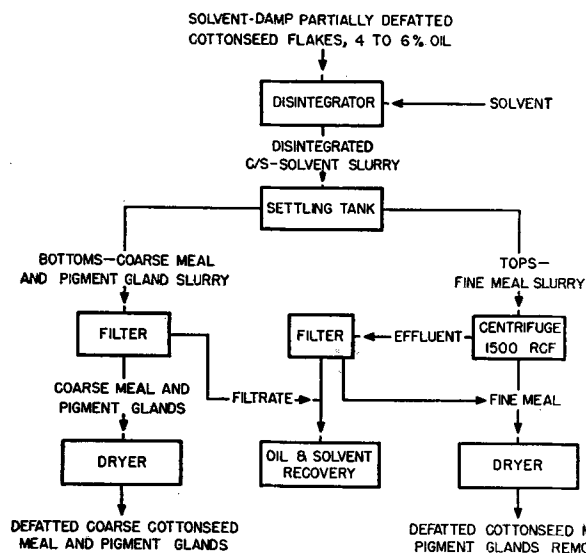 SOLVENT-DAMP PARTIALLY DEFATTED
COTTONSEED FLAKES, 4 TO 6% OIL
DISINTEGRATOR
SOLVENT
DISINTEGRATED
C/S-SOLVENT SLURRY
SETTLING TANK
BOTTOMS-COARSE MEAL
AND PIGMENT GLAND SLURRY
TOPS-
FINE MEAL SLURRY
FILTER
FILTER
EFFLUENT
CENTRIFUGE
1500 RCF
COARSE MEAL AND
PIGMENT GLANDS
FILTRATE
FINE MEAL
DRYER
OIL & SOLVENT
RECOVERY
DRYER
DEFATTED COARSE COTTONSEED
MEAL AND PIGMENT GLANDS
DEFATTED COTTONSEED
PIGMENT GLANDS